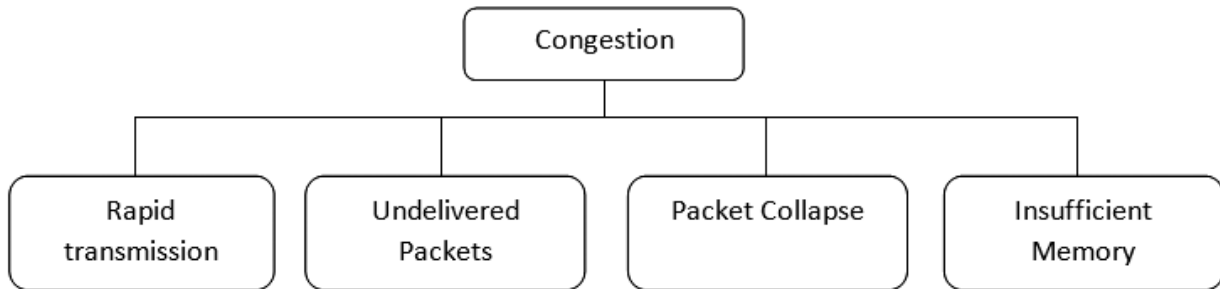 Congestion
Rapid
transmission
Undelivered
Packets
Packet Collapse
Insufficient
Memory